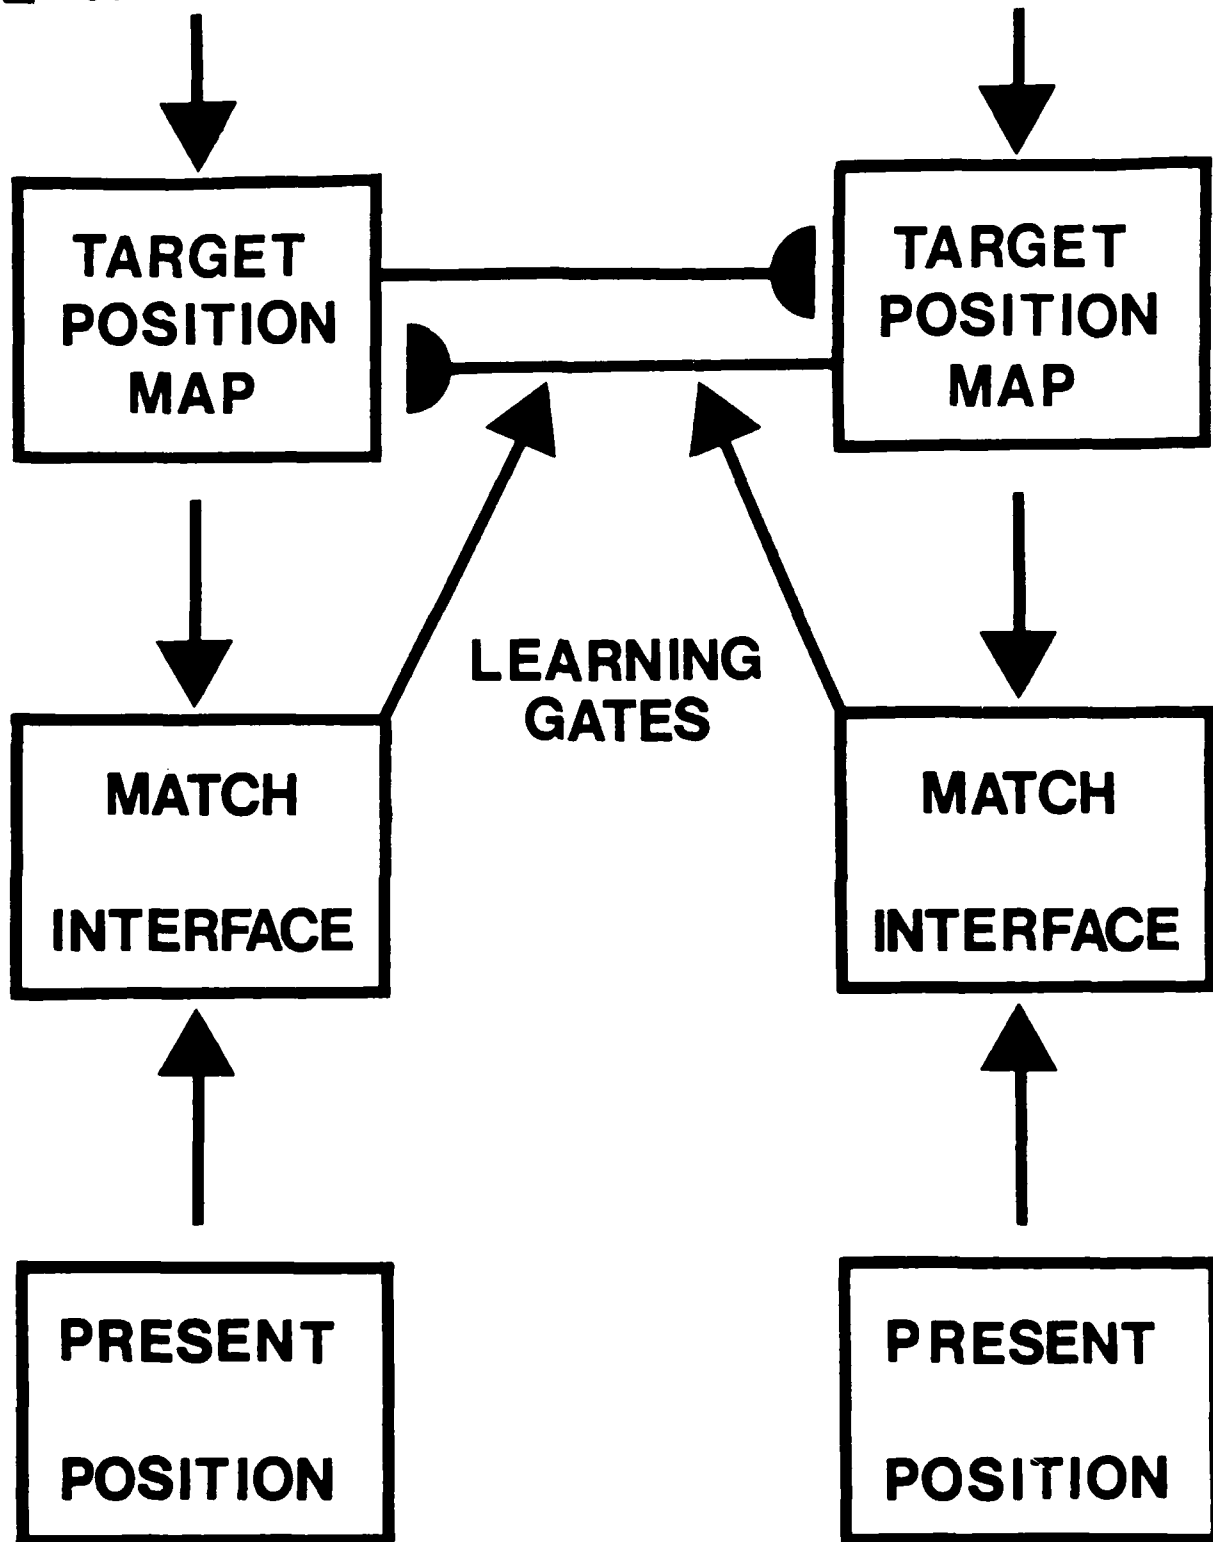 TARGET
POSITION
MAP
TARGET
POSITION
MAP
LEARNING
GATES
MATCH
INTERFACE
MATCH
INTERFACE
PRESENT
POSITION
PRESENT
POSITION